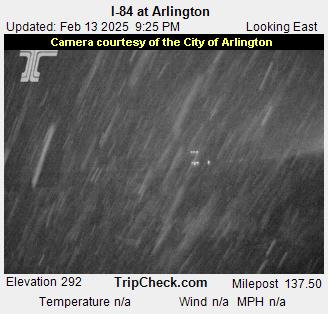 I-84 at Arlington
Updated: Feb 13 2025  9:25 PM Looking East
Camera courtesy of the City of Arlington
Elevation 292 TripCheck.com Milepost 137.50
Temperature n/a Wind n/a MPH n/a